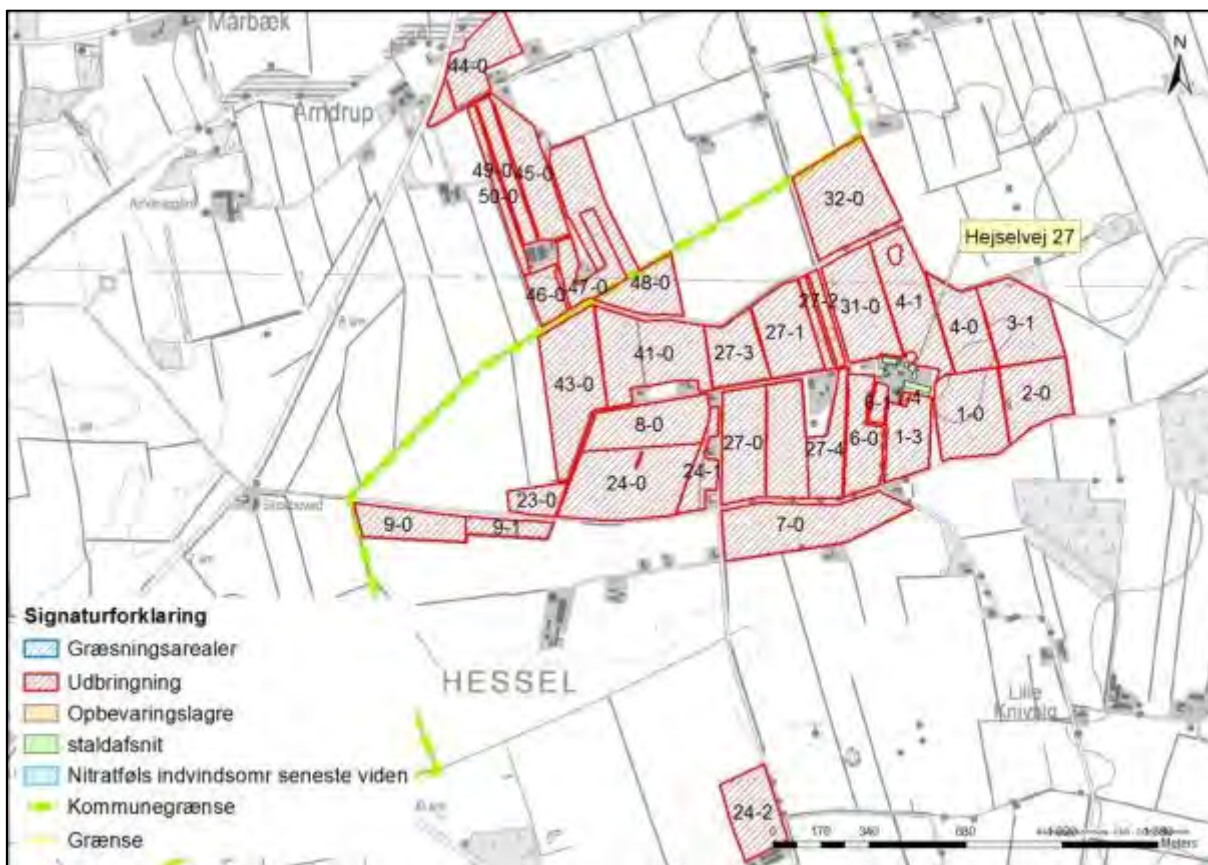 Mårbæk
N
44-0
Arndrup
49-0
45-0
50-0
32-0
Hejselvej 27
46-0
47-0
48-0
27-2
31-0
4-1
27-1
4-0
3-1
27-3
41-0
43-0
2-0
1-0
8-0
27-0
6-0
1-3
27-4
24-1
24-0
23-0
9-0
9-1
7-0
Signaturforklaring
Græsningsarealer
Udbringning
Opbevaringslagre
staldafsnit
Nitratføls indvindsomr seneste viden
Kommunegrænse
Grænse
HESSEL
Lille
24-2
0 170 340 680
Meters